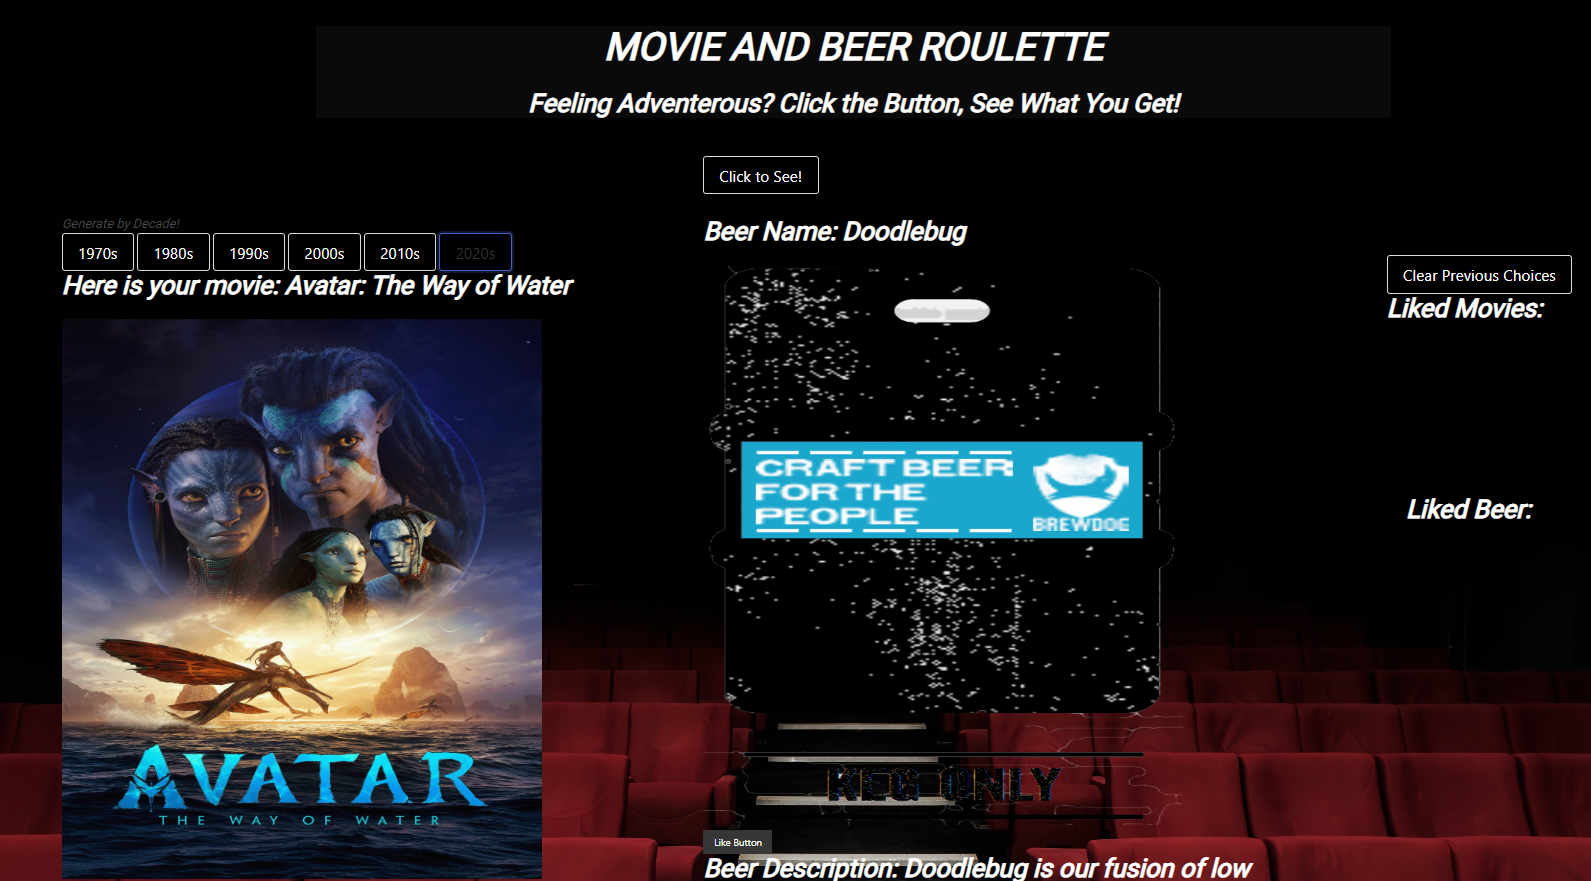 MOVIE AND BEER ROULETTE
Feeling Adventerous? Click the Button, See What You Get!
Click to See!
Generate by Decade!
1970s 1980s 1990s 2000s 2010s 2020s
Here is your movie: Avatar: The Way of Water
AVATAR
THE WAY OF WATER
Beer Name: Doodlebug
CRAFT BEER
FOR THE
PEOPLE
BREWDOG
KEG ONLY
Like Button
Beer Description: Doodlebug is our fusion of low
Clear Previous Choices
Liked Movies:
Liked Beer: